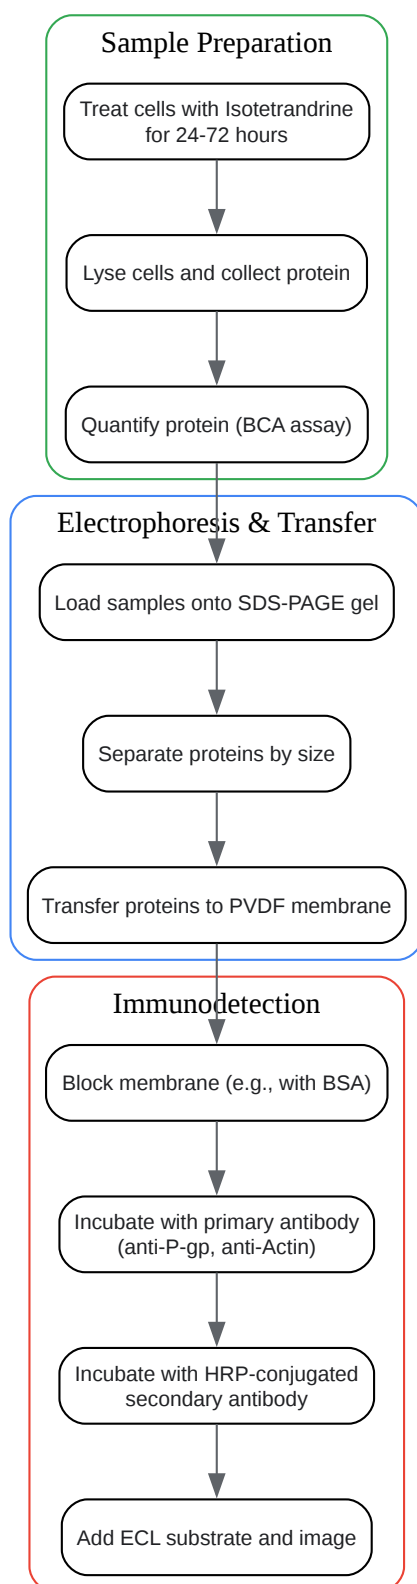 Sample Preparation
Treat cells with Isotetrandrine
for 24-72 hours
Lyse cells and collect protein
Quantify protein (BCA assay)
Electrophoresis & Transfer
Load samples onto SDS-PAGE gel
Separate proteins by size
Transfer proteins to PVDF membrane
Immunodetection
Block membrane (e.g., with BSA)
Incubate with primary antibody
(anti-P-gp, anti-Actin)
Incubate with HRP-conjugated
secondary antibody
Add ECL substrate and image